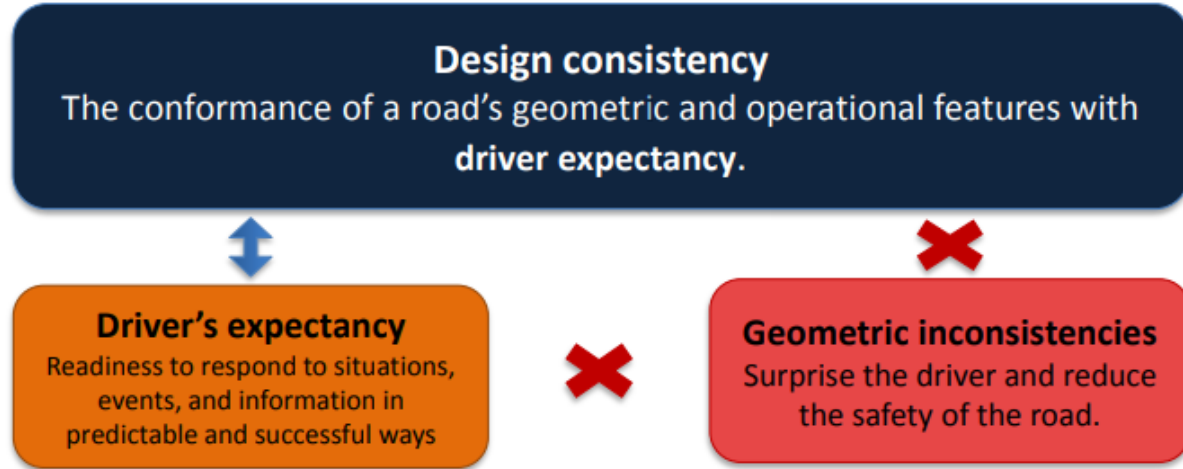 Design consistency
The conformance of a road's geometric and operational features with
driver expectancy.
Driver's expectancy
Readiness to respond to situations,
events, and information in
predictable and successful ways
Geometric inconsistencies
Surprise the driver and reduce
the safety of the road.